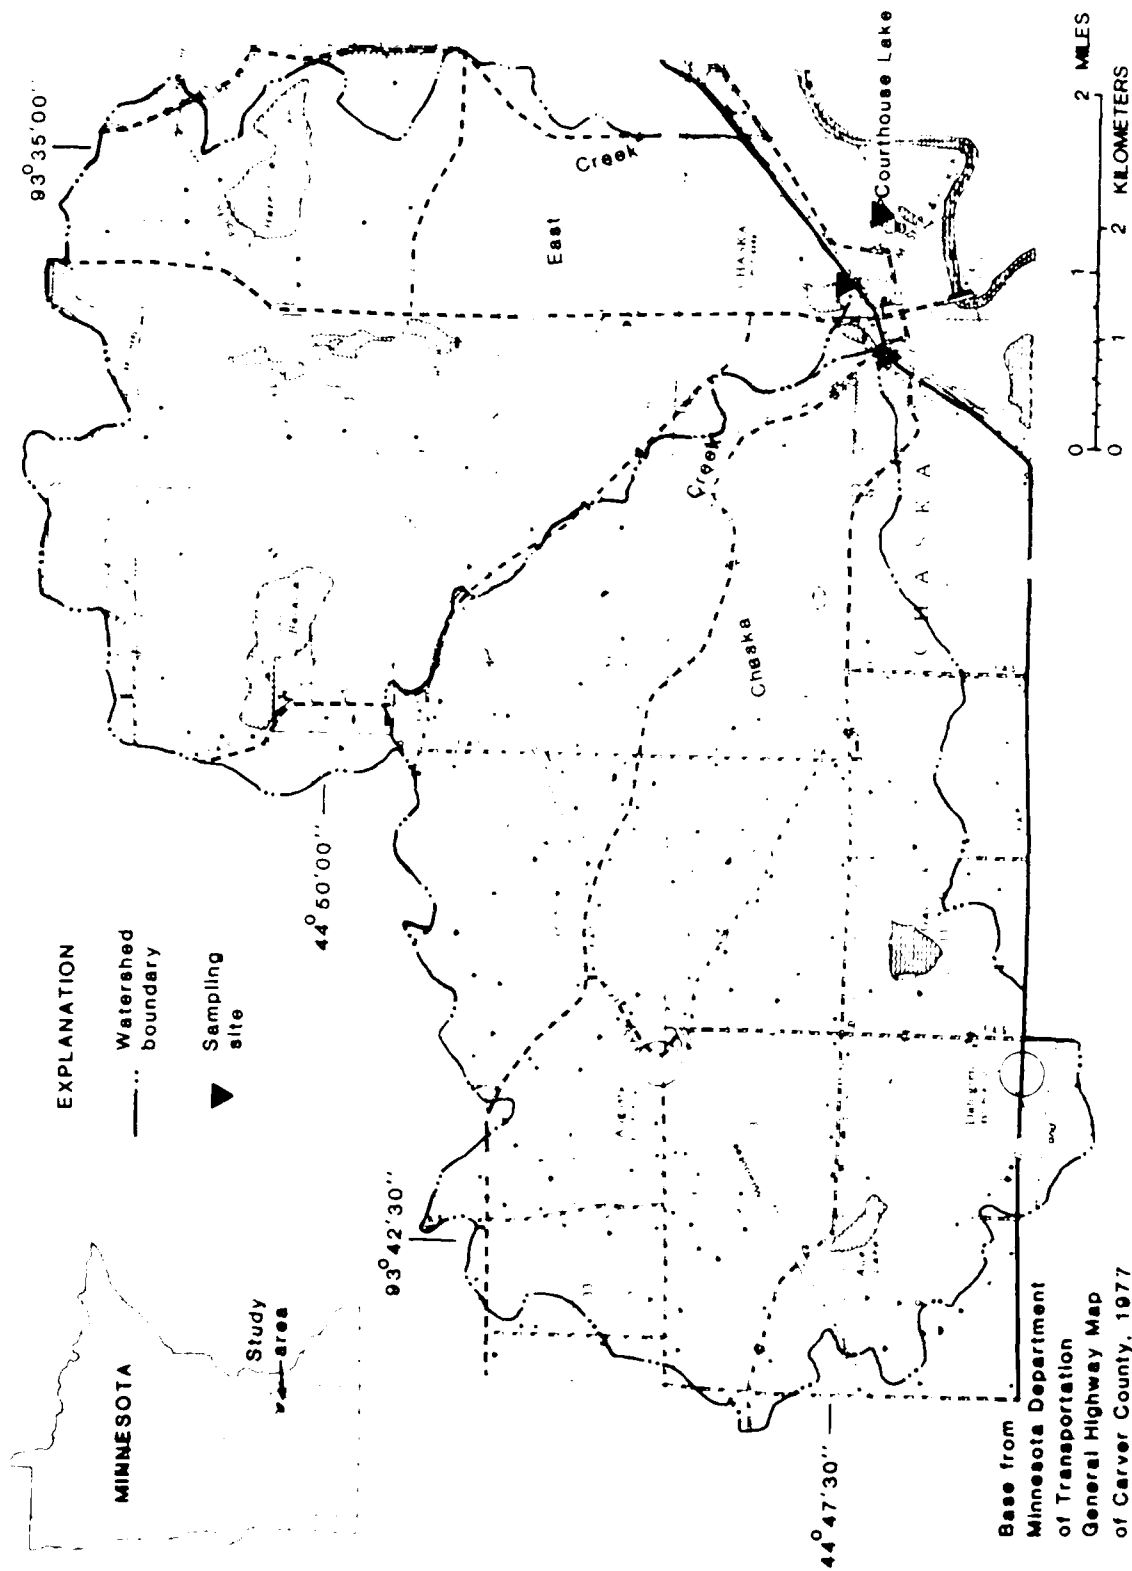 EXPLANATION
Watershed
boundary
Sampling
site
MINNESOTA
Study
area
93°42'30"
44°50'00"
93°35'00"
44°47'30"
East
Creek
Chaska
Creek
CHASKA
Courthouse Lake
0 1 2 MILES
0 1 2 KILOMETERS
Base from
Minnesota Department
of Transportation
General Highway Map
of Carver County, 1977